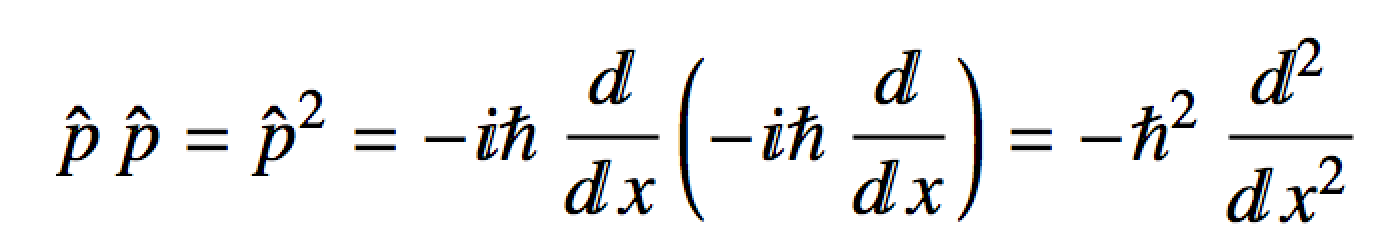 p̂ p̂ = p̂² = −iℏ d/dx (−iℏ d/dx) = −ℏ² d²/dx²